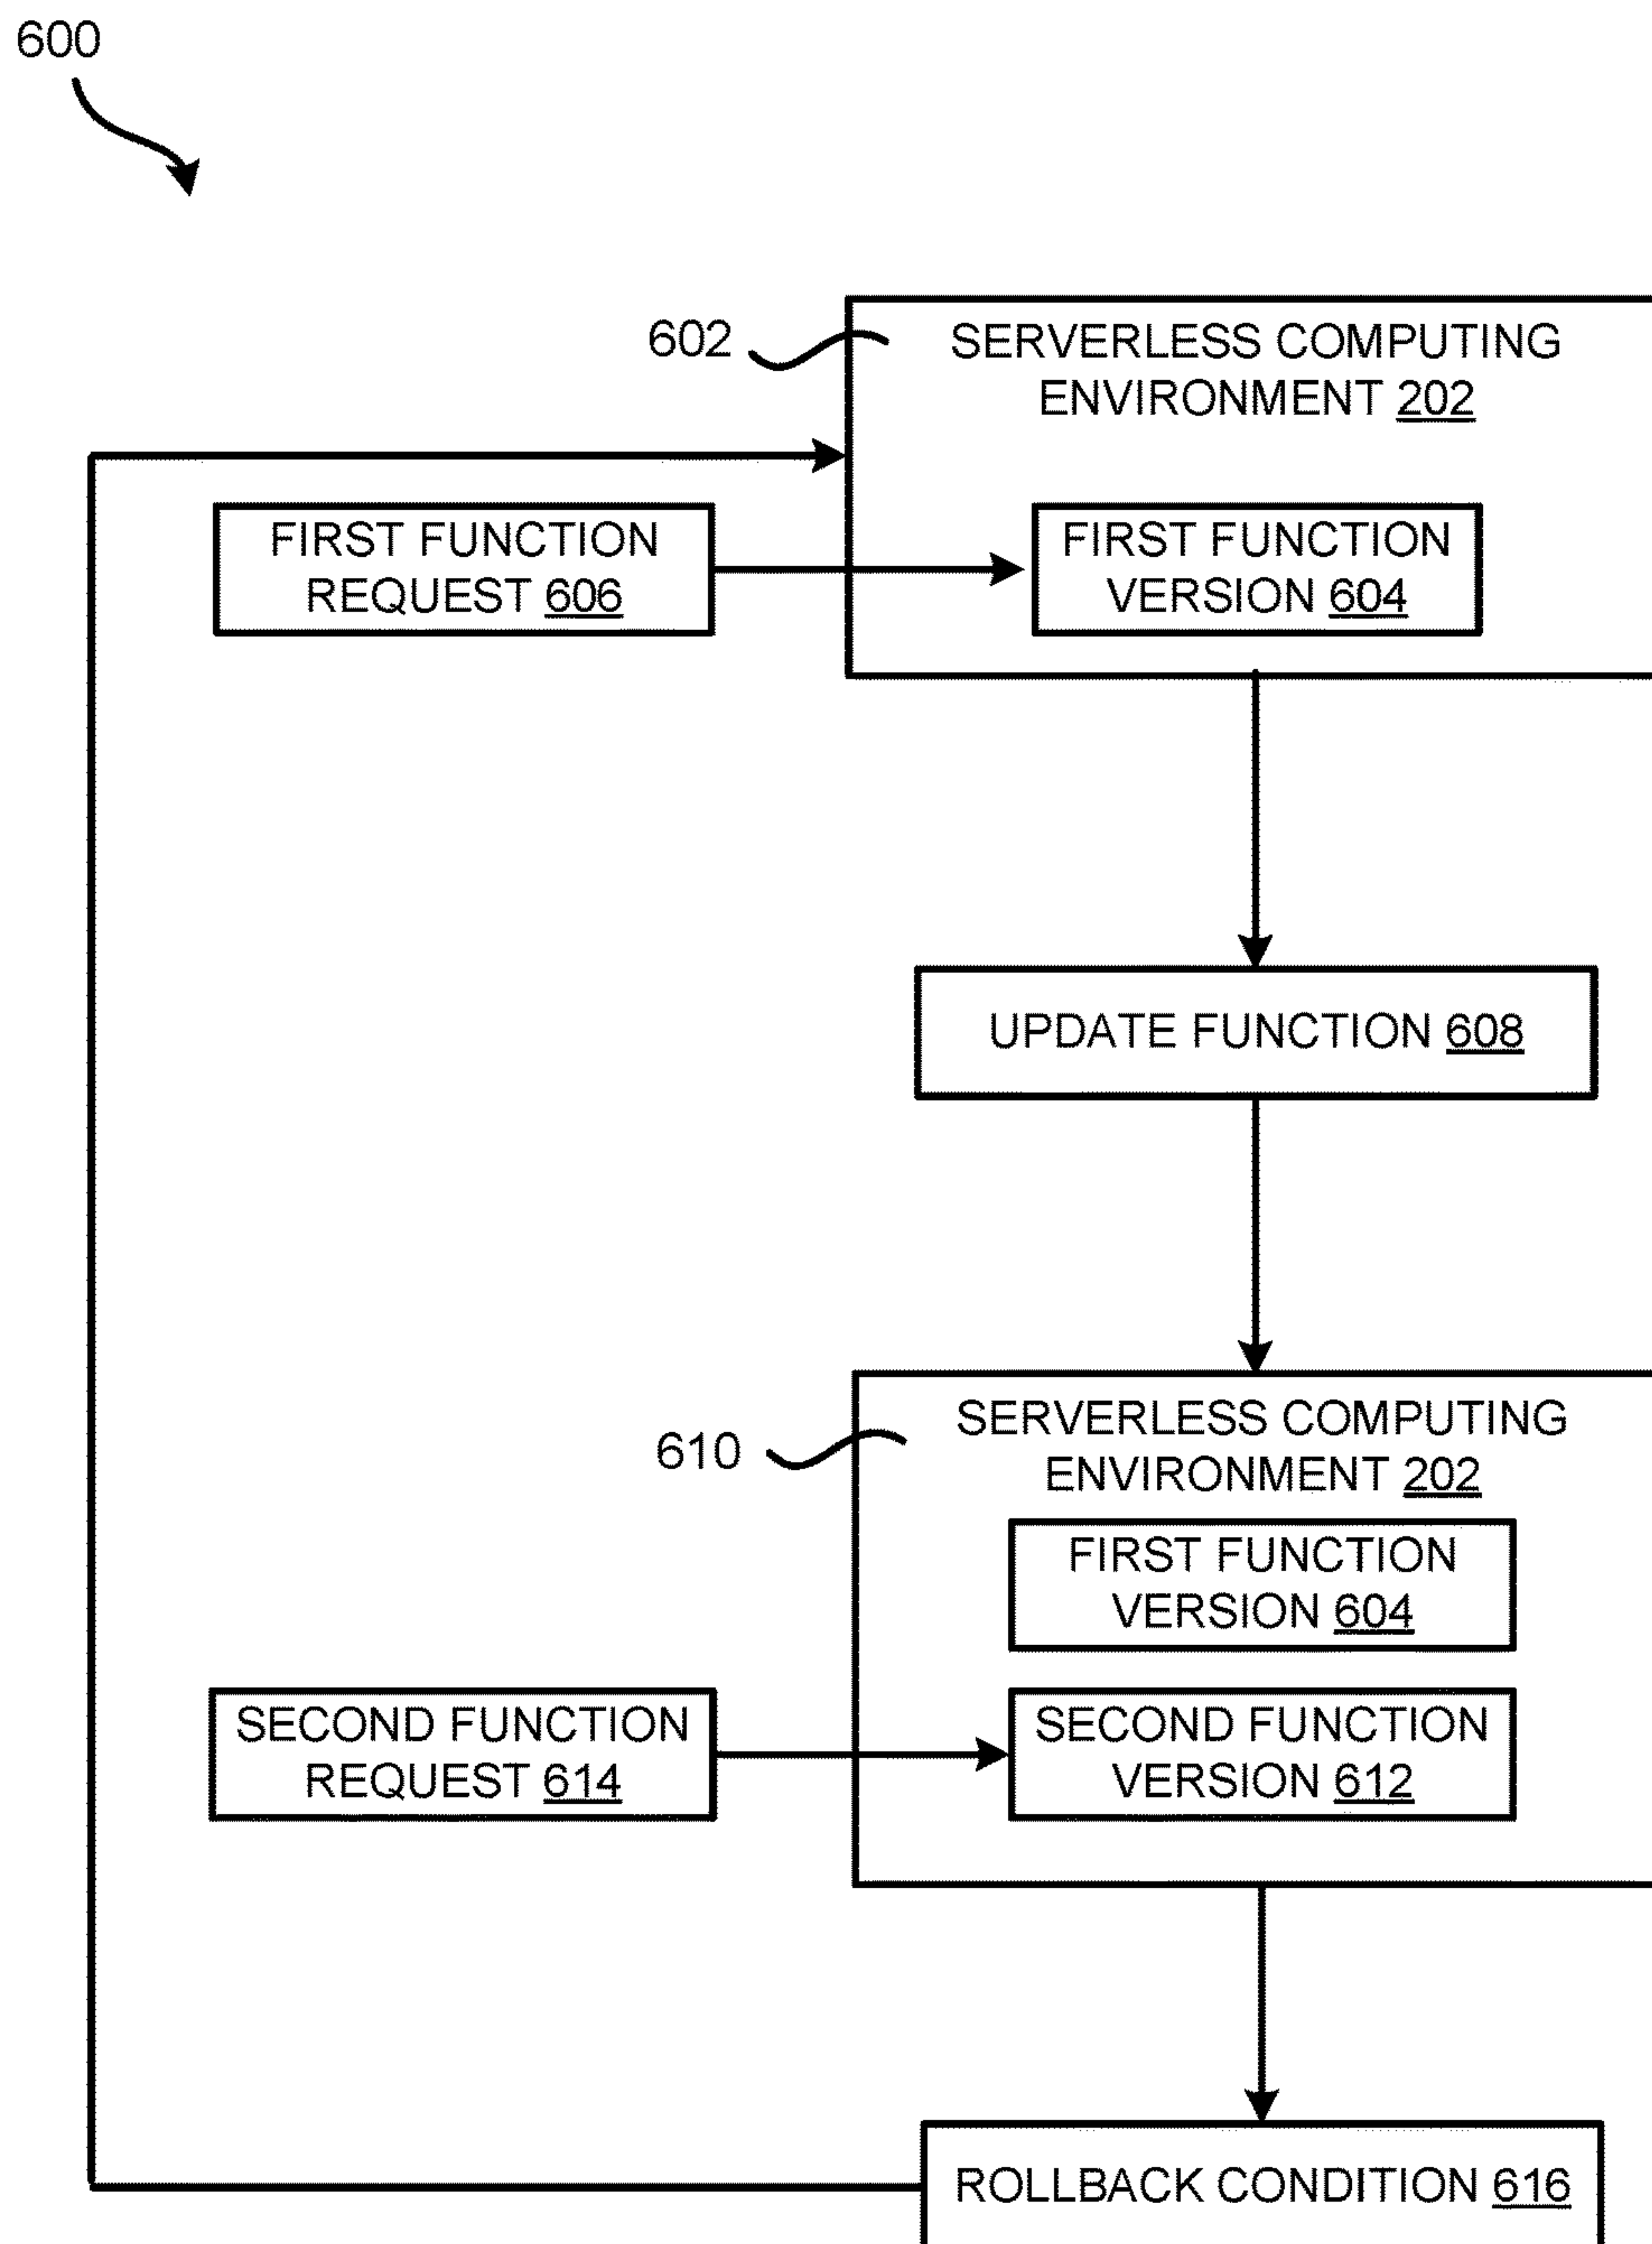 600
602
SERVERLESS COMPUTING
ENVIRONMENT 202
FIRST FUNCTION
REQUEST 606
FIRST FUNCTION
VERSION 604
UPDATE FUNCTION 608
610
SERVERLESS COMPUTING
ENVIRONMENT 202
FIRST FUNCTION
VERSION 604
SECOND FUNCTION
REQUEST 614
SECOND FUNCTION
VERSION 612
ROLLBACK CONDITION 616